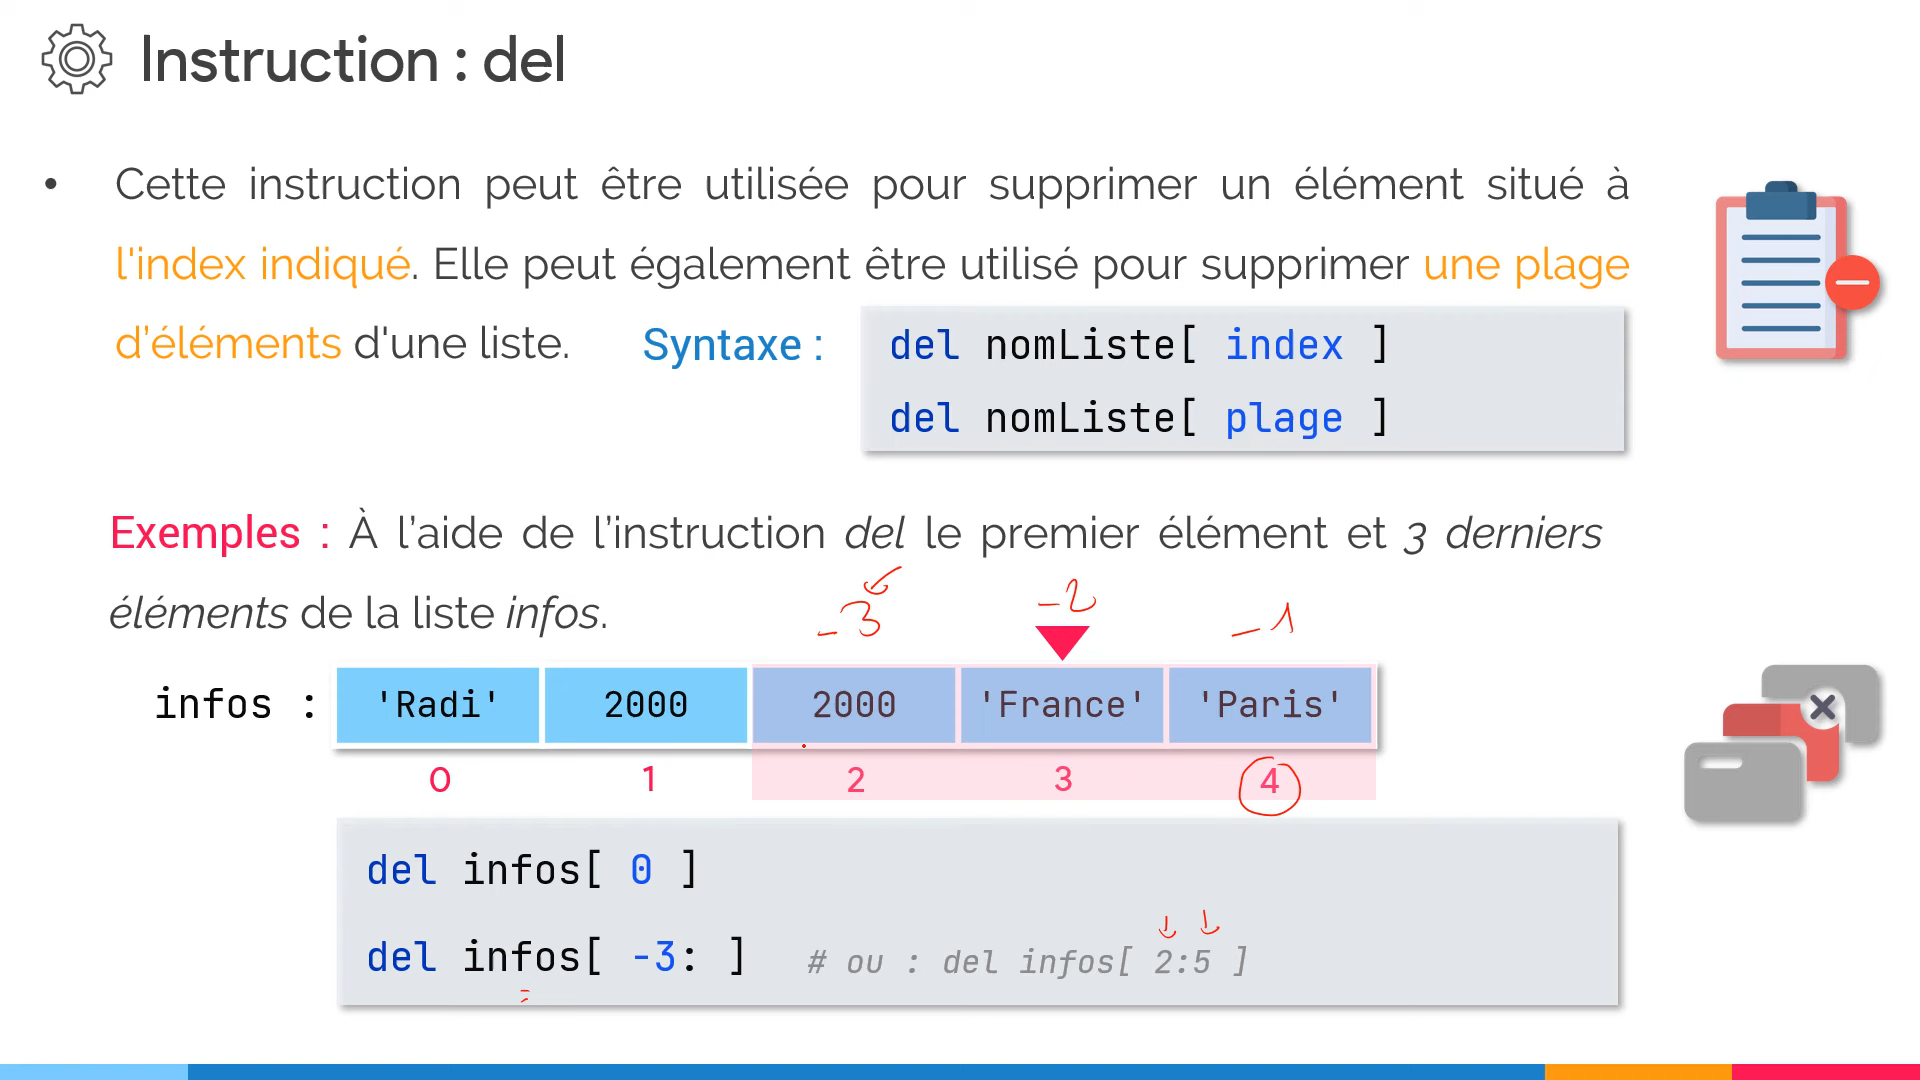 Instruction : del
• Cette instruction peut être utilisée pour supprimer un élément situé à
l'index indiqué. Elle peut également être utilisé pour supprimer une plage
d’éléments d'une liste.
Syntaxe :
del nomListe[ index ]
del nomListe[ plage ]
Exemples : À l’aide de l’instruction del le premier élément et 3 derniers
éléments de la liste infos.
-3 -2 -1
infos : 'Radi' 2000 2000 'France' 'Paris'
0 1 2 3 4
del infos[ 0 ]
del infos[ -3: ] # ou : del infos[ 2:5 ]